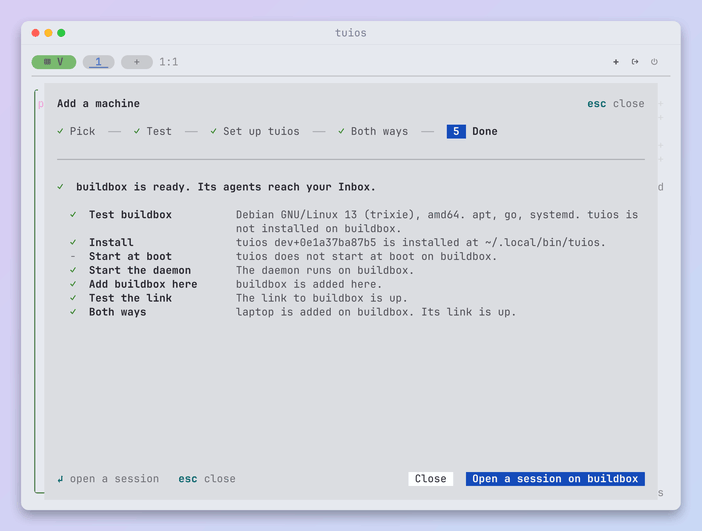 tuios
V 1 + 1:1 +
p
Add a machine esc close
✓ Pick ── ✓ Test ── ✓ Set up tuios ── ✓ Both ways ── 5 Done
✓ buildbox is ready. Its agents reach your Inbox.
d
✓ Test buildbox Debian GNU/Linux 13 (trixie), amd64. apt, go, systemd. tuios is
not installed on buildbox.
✓ Install tuios dev+0e1a37ba87b5 is installed at ~/.local/bin/tuios.
- Start at boot tuios does not start at boot on buildbox.
✓ Start the daemon The daemon runs on buildbox.
✓ Add buildbox here buildbox is added here.
✓ Test the link The link to buildbox is up.
✓ Both ways laptop is added on buildbox. Its link is up.
↲ open a session esc close Close Open a session on buildbox
s